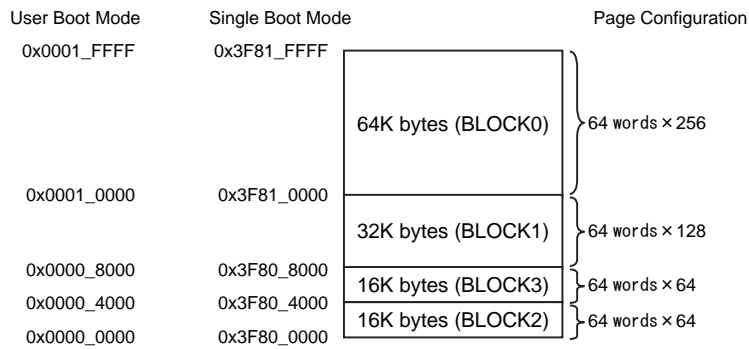 User Boot Mode Single Boot Mode Page Configuration
0x0001_FFFF 0x3F81_FFFF
64K bytes (BLOCK0) 64 words×256
0x0001_0000 0x3F81_0000
32K bytes (BLOCK1) 64 words×128
0x0000_8000 0x3F80_8000
16K bytes (BLOCK3) 64 words×64
0x0000_4000 0x3F80_4000
16K bytes (BLOCK2) 64 words×64
0x0000_0000 0x3F80_0000